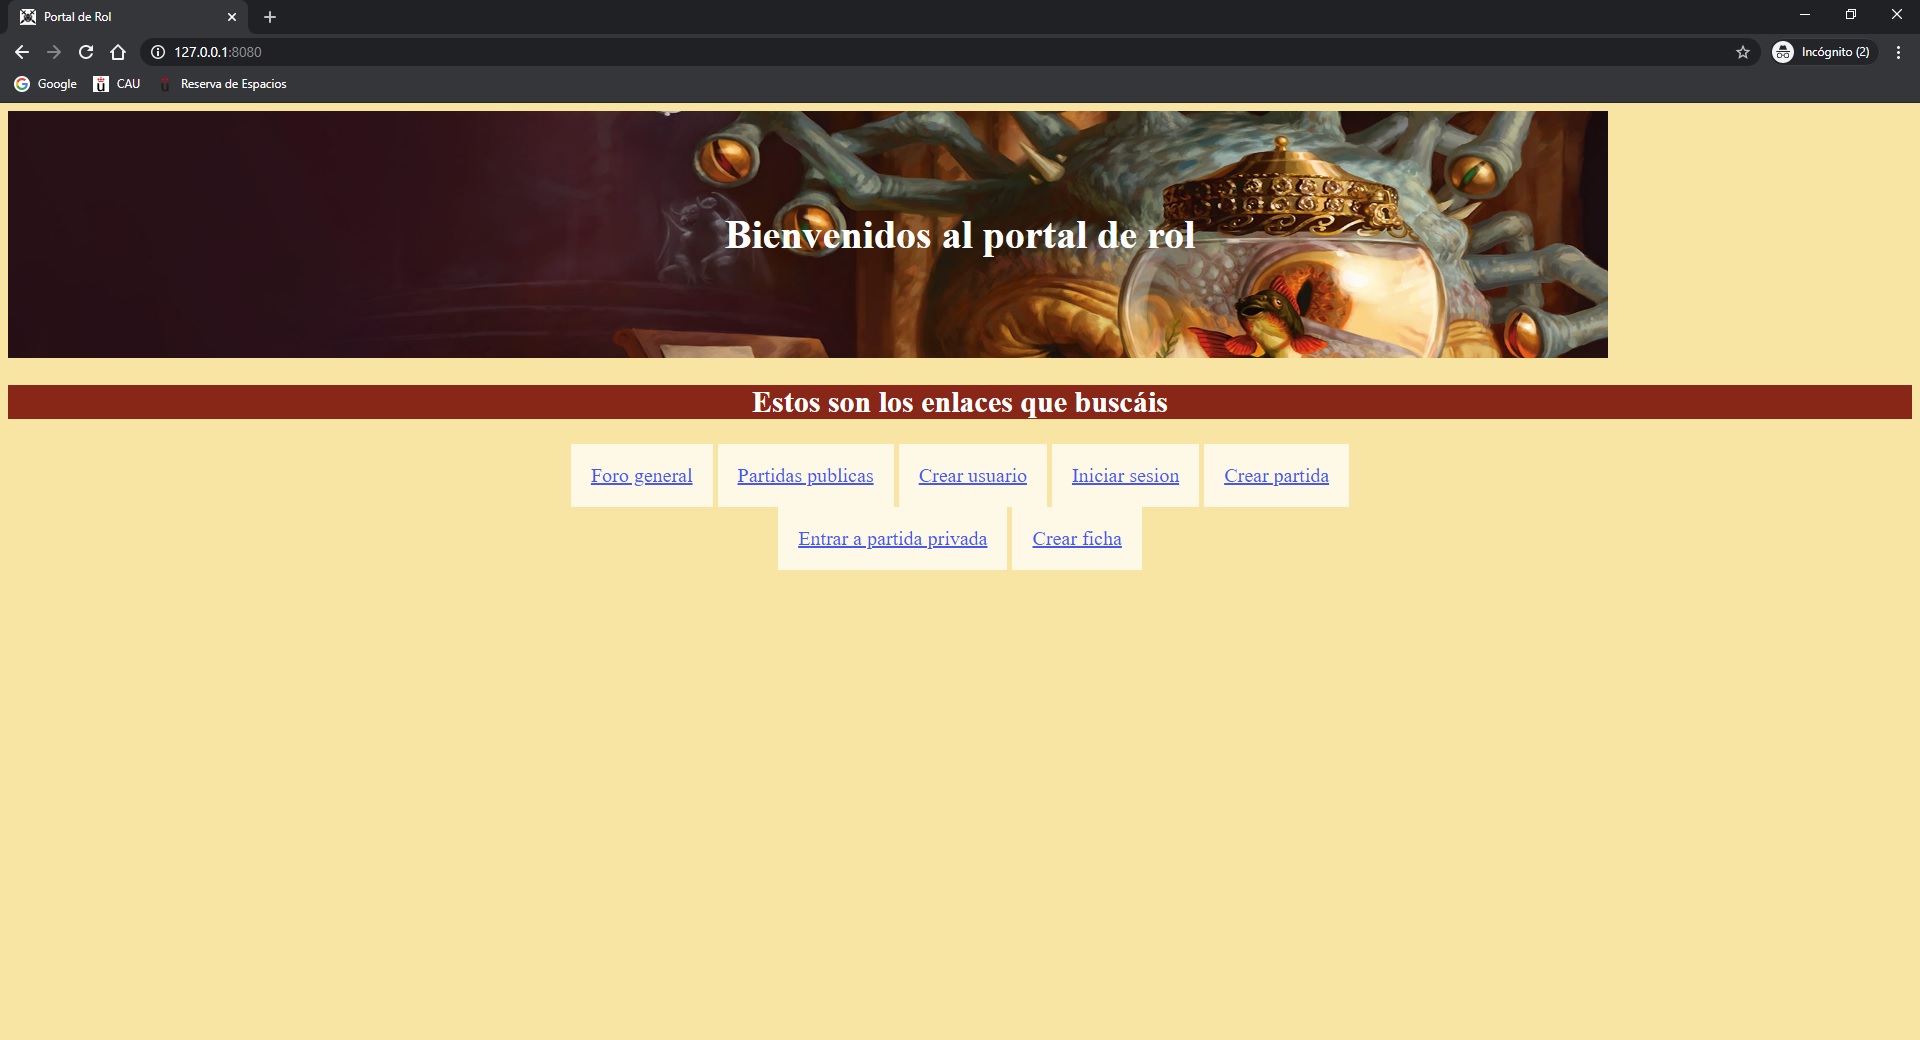 Portal de Rol
127.0.0.1:8080
Incógnito (2)
Google CAU Reserva de Espacios
Bienvenidos al portal de rol
Estos son los enlaces que buscáis
Foro general Partidas publicas Crear usuario Iniciar sesion Crear partida
Entrar a partida privada Crear ficha